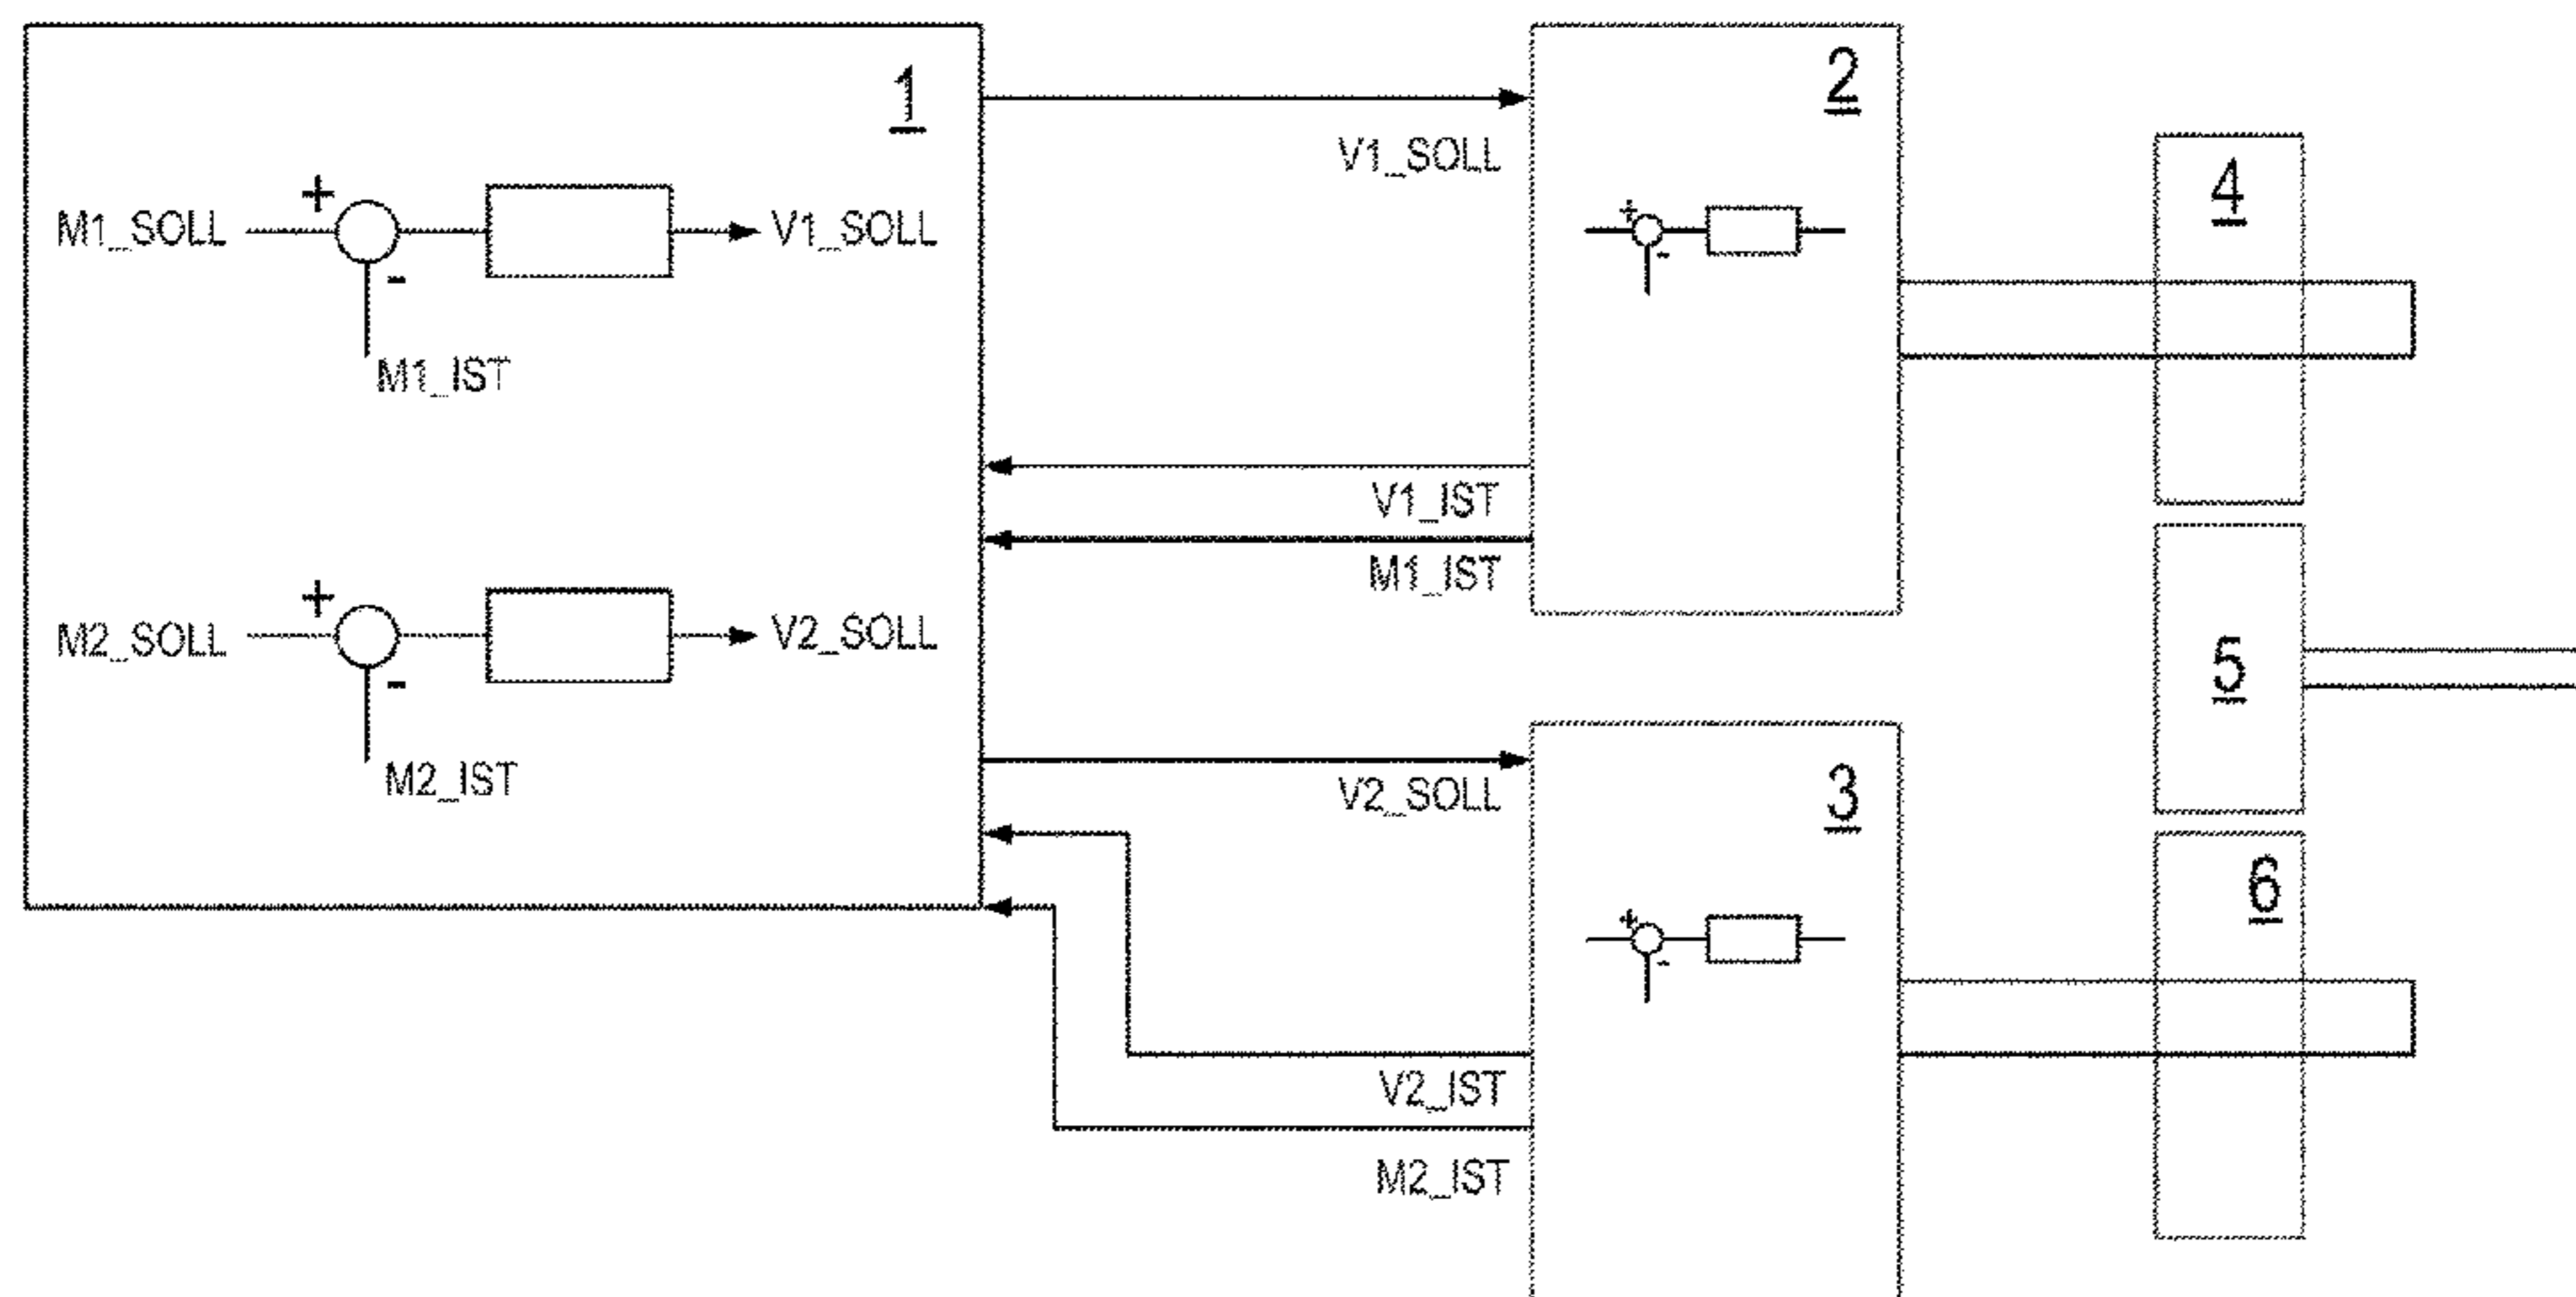 1
+
M1_SOLL
V1_SOLL
-
M1_IST
+
M2_SOLL
V2_SOLL
-
M2_IST
V1_SOLL
V1_IST
M1_IST
V2_SOLL
V2_IST
M2_IST
2
+
-
3
+
-
4
5
6